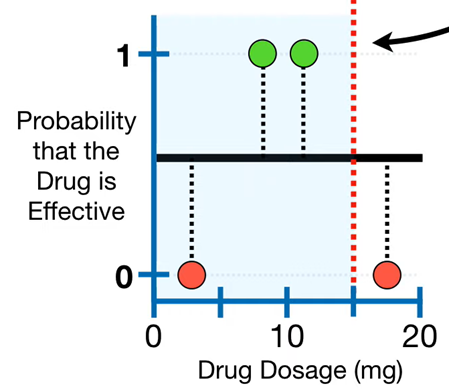 1
Probability
that the
Drug is
Effective
0
0 10 20
Drug Dosage (mg)